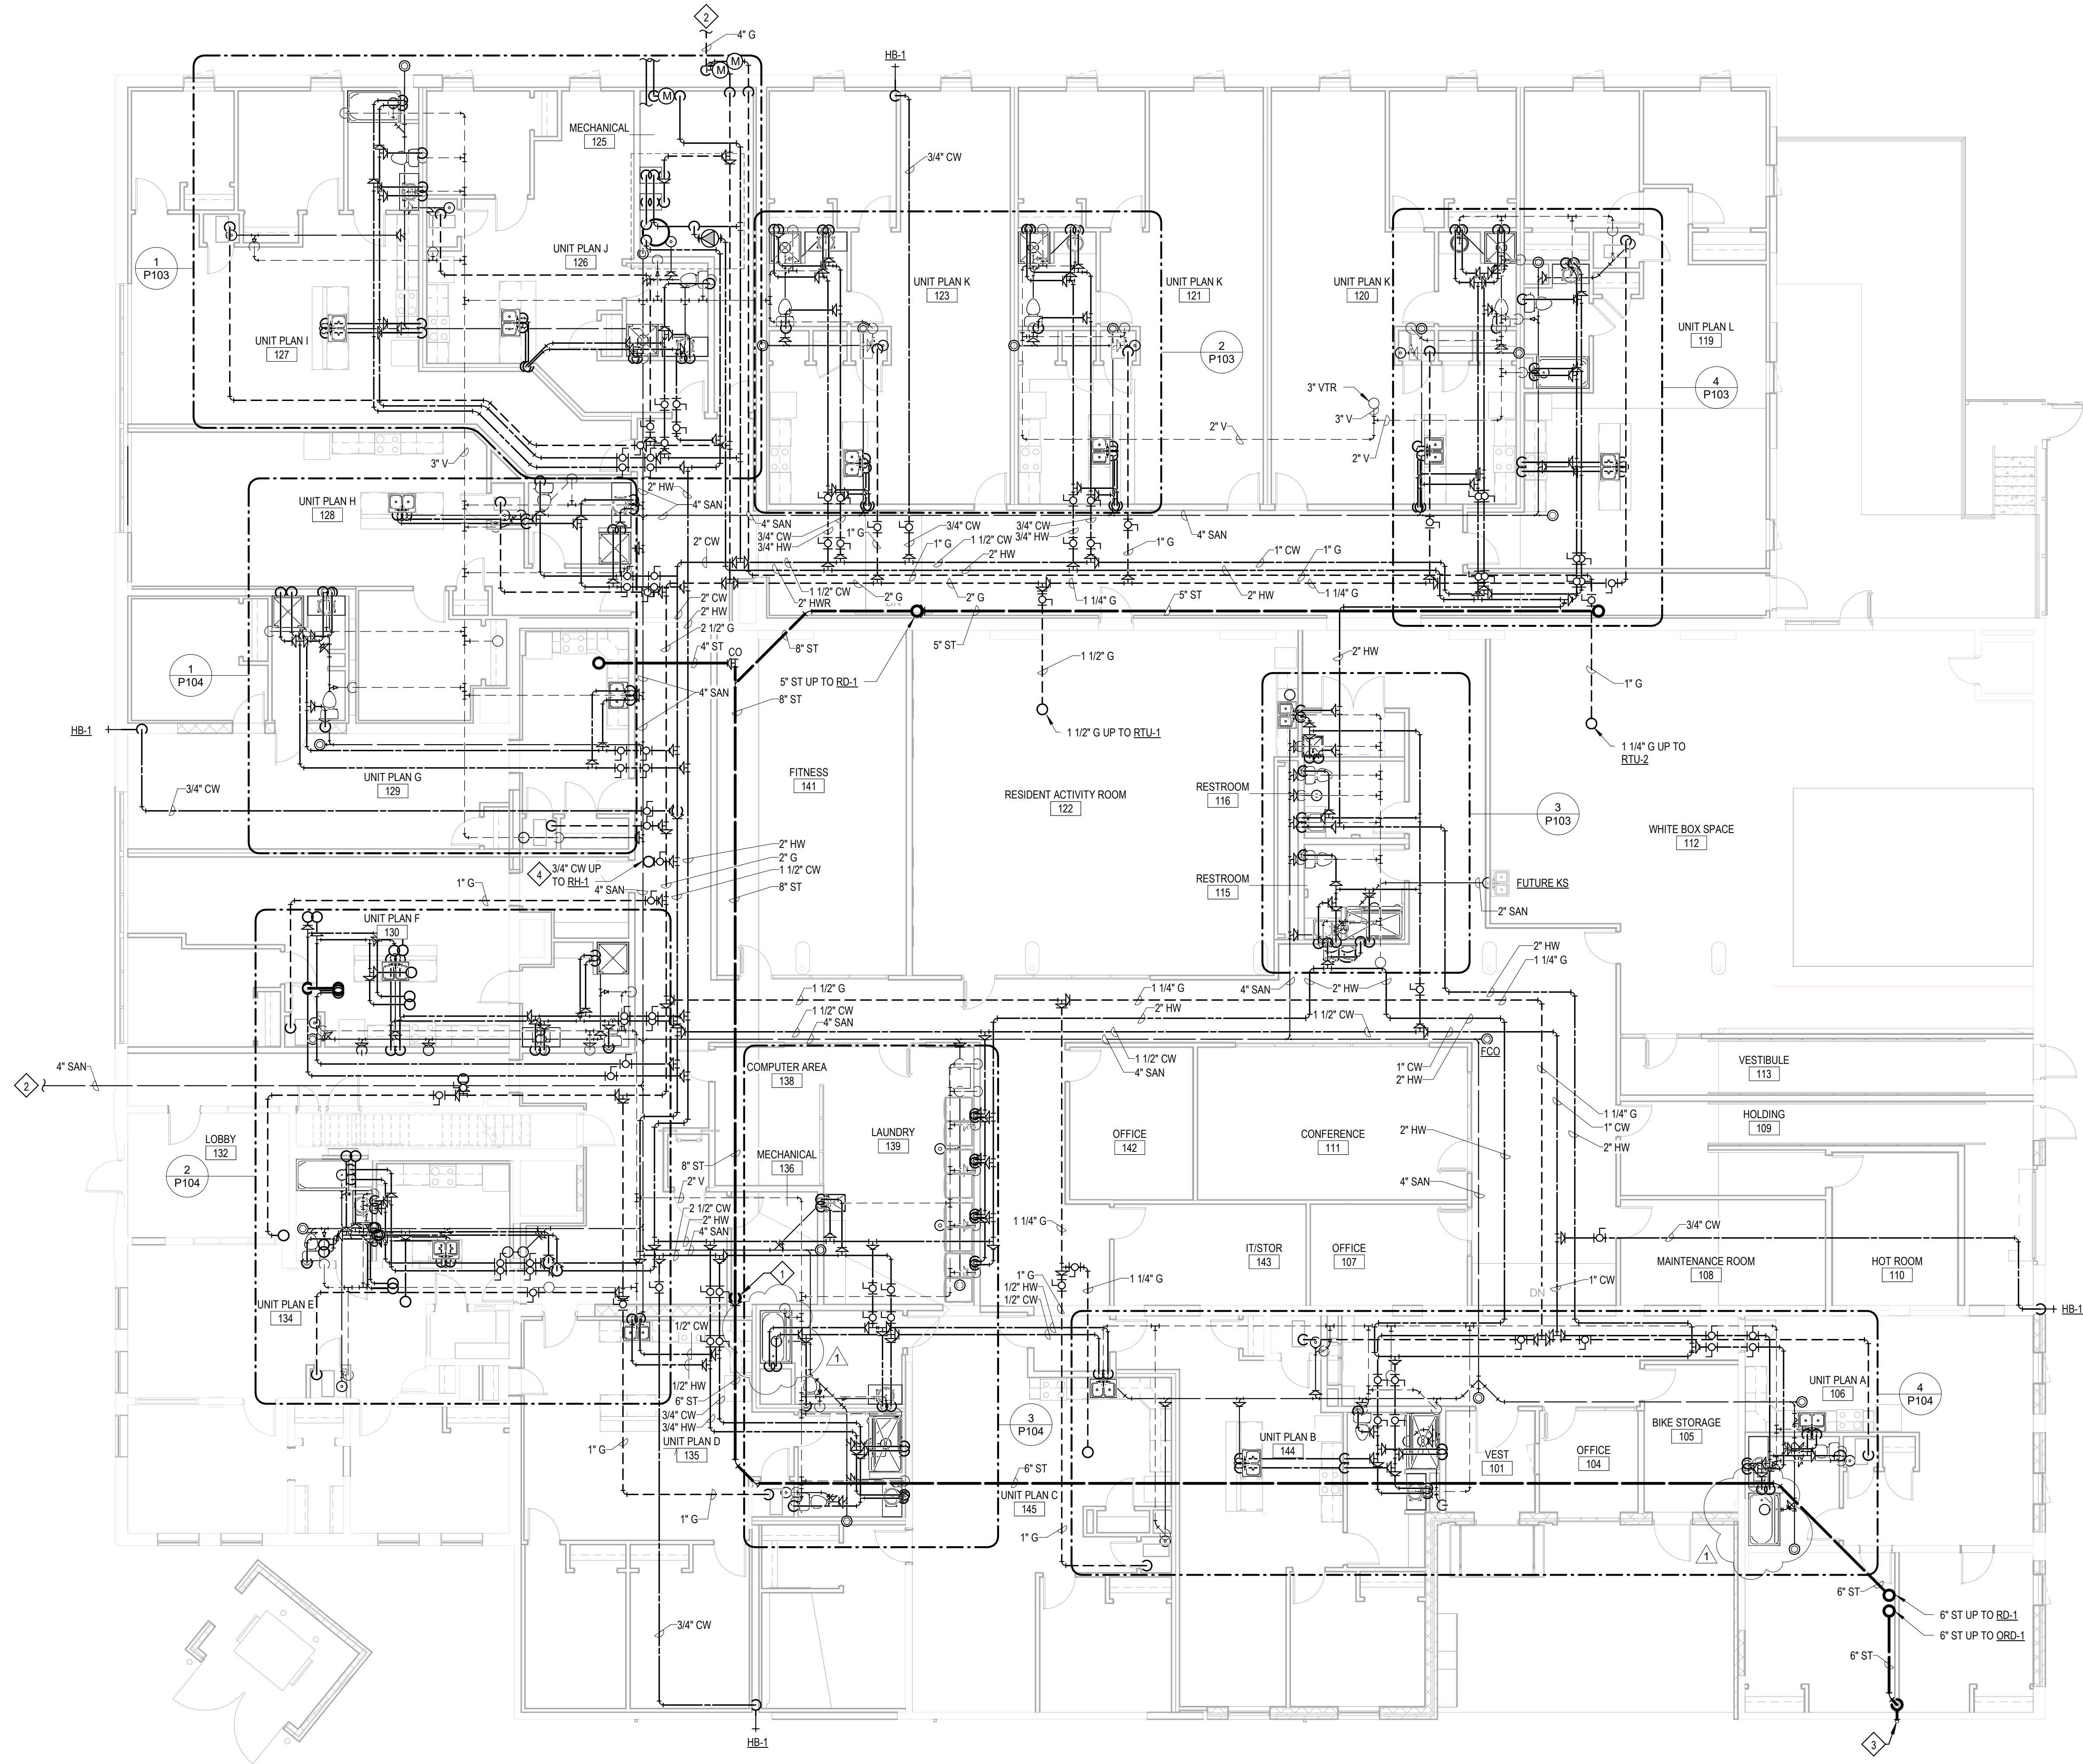 2
4" G
M
M
M
HB-1
MECHANICAL
125
3/4" CW
1
P103
UNIT PLAN J
126
UNIT PLAN K
123
UNIT PLAN K
121
UNIT PLAN K
120
UNIT PLAN I
127
2
P103
UNIT PLAN L
119
4
P103
3" VTR
3" V
2" V
2" V
3" V
UNIT PLAN H
128
2" HW
4" SAN
4" SAN
3/4" CW
3/4" HW
1" G
3/4" CW
1" G
1 1/2" CW
2" HW
3/4" CW
3/4" HW
1" G
4" SAN
1" CW
1" G
2" CW
1 1/2" CW
2" HWR
2" G
DN
2" G
1 1/4" G
2" HW
1 1/4" G
2" CW
2" HW
2 1/2" G
4" ST
CO
8" ST
5" ST
5" ST
2" HW
1
P104
4" SAN
8" ST
5" ST UP TO RD-1
1 1/2" G
1" G
HB-1
1 1/2" G UP TO RTU-1
1 1/4" G UP TO
RTU-2
UNIT PLAN G
129
3/4" CW
FITNESS
141
RESIDENT ACTIVITY ROOM
122
RESTROOM
116
3
P103
WHITE BOX SPACE
112
2" HW
2" G
1 1/2" CW
8" ST
4
3/4" CW UP
TO RH-1
4" SAN
1" G
RESTROOM
115
FUTURE KS
2" SAN
UNIT PLAN F
130
2" HW
1 1/4" G
4" SAN
2" HW
1 1/2" G
1 1/4" G
2" HW
1 1/2" CW
4" SAN
1 1/2" CW
FCO
1 1/2" CW
4" SAN
1" CW
2" HW
2
4" SAN
COMPUTER AREA
138
VESTIBULE
113
LOBBY
132
2
P104
LAUNDRY
139
OFFICE
142
CONFERENCE
111
HOLDING
109
1 1/4" G
1" CW
2" HW
2" HW
8" ST
MECHANICAL
136
2" V
2 1/2" CW
2" HW
4" SAN
4" SAN
1 1/4" G
3/4" CW
IT/STOR
143
OFFICE
107
MAINTENANCE ROOM
108
HOT ROOM
110
1" G
1/2" HW
1/2" CW
1 1/4" G
1" CW
DN
HB-1
1
UNIT PLAN E
134
1/2" CW
1
1/2" HW
6" ST
3/4" CW
3/4" HW
UNIT PLAN A
106
4
P104
3
P104
UNIT PLAN D
135
1" G
UNIT PLAN B
144
VEST
101
OFFICE
104
BIKE STORAGE
105
6" ST
1" G
UNIT PLAN C
145
1" G
1
6" ST
6" ST UP TO RD-1
6" ST UP TO ORD-1
3/4" CW
6" ST
HB-1
3